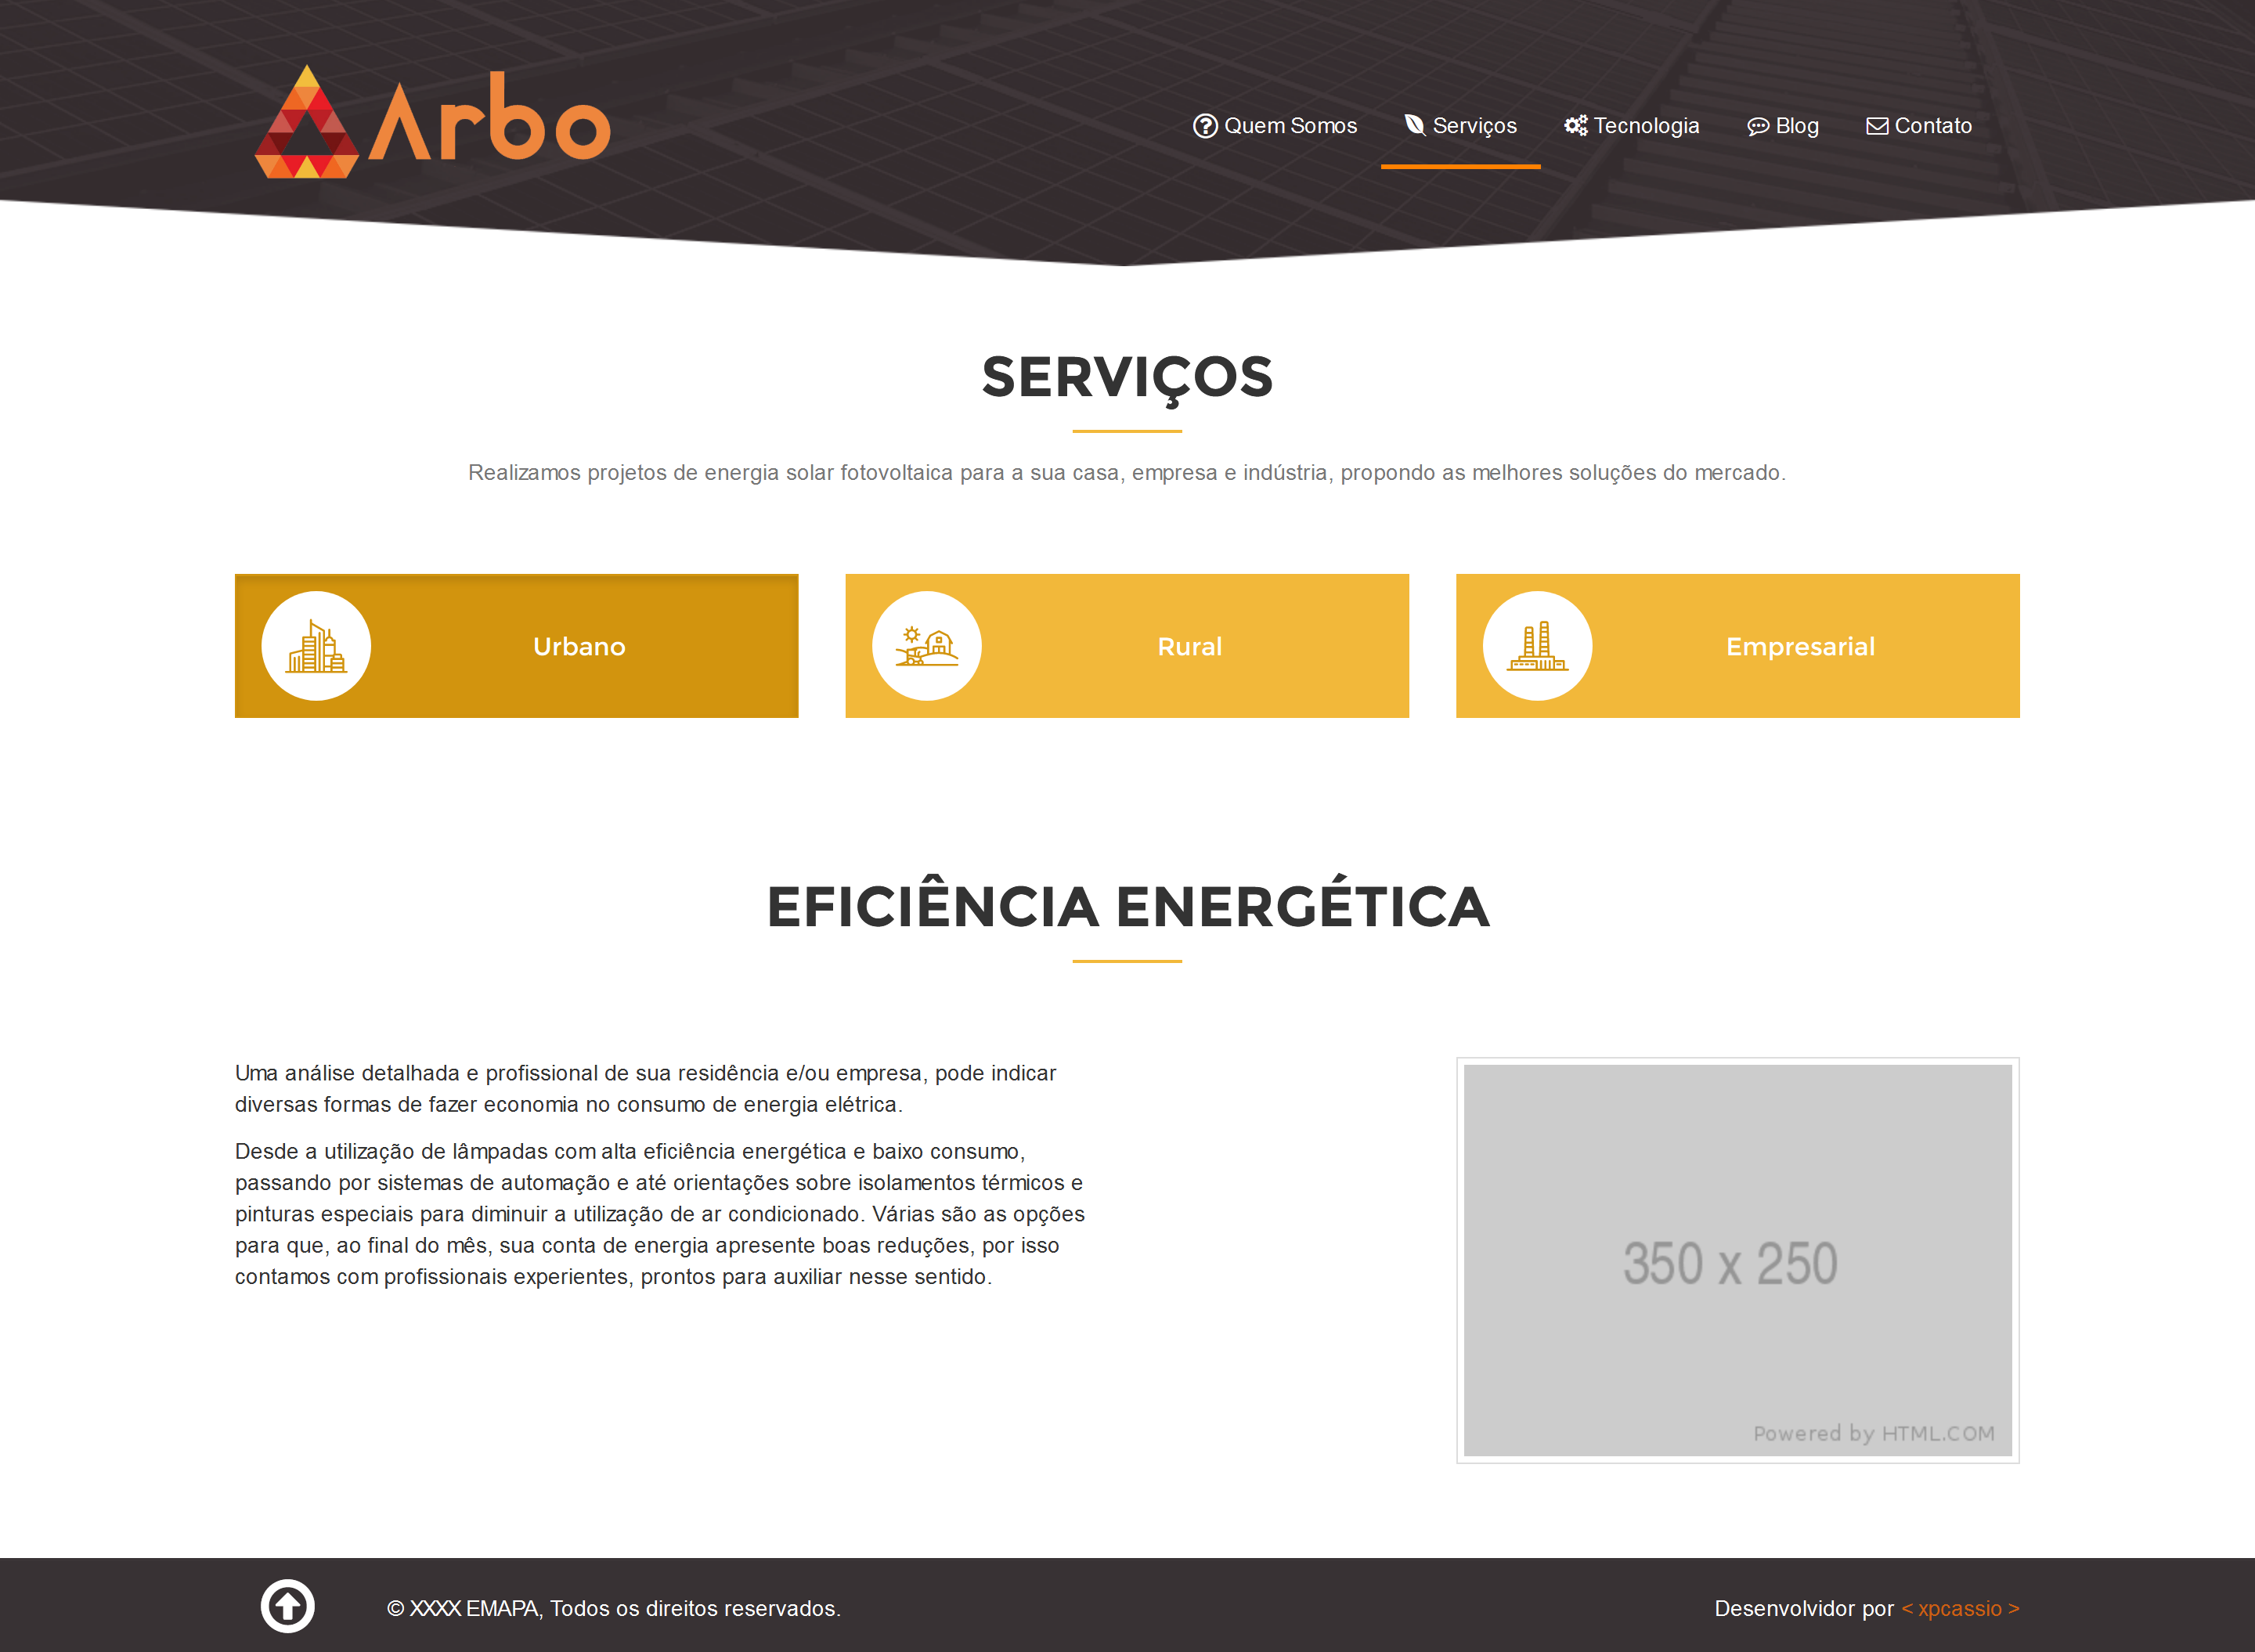 Arbo
Quem Somos
Serviços
Tecnologia
Blog
Contato
SERVIÇOS
Realizamos projetos de energia solar fotovoltaica para a sua casa, empresa e indústria, propondo as melhores soluções do mercado.
Urbano
Rural
Empresarial
EFICIÊNCIA ENERGÉTICA
Uma análise detalhada e profissional de sua residência e/ou empresa, pode indicar
diversas formas de fazer economia no consumo de energia elétrica.
Desde a utilização de lâmpadas com alta eficiência energética e baixo consumo,
passando por sistemas de automação e até orientações sobre isolamentos térmicos e
pinturas especiais para diminuir a utilização de ar condicionado. Várias são as opções
para que, ao final do mês, sua conta de energia apresente boas reduções, por isso
contamos com profissionais experientes, prontos para auxiliar nesse sentido.
350 x 250
Powered by HTML.COM
© XXXX EMAPA, Todos os direitos reservados.
Desenvolvidor por < xpcassio >